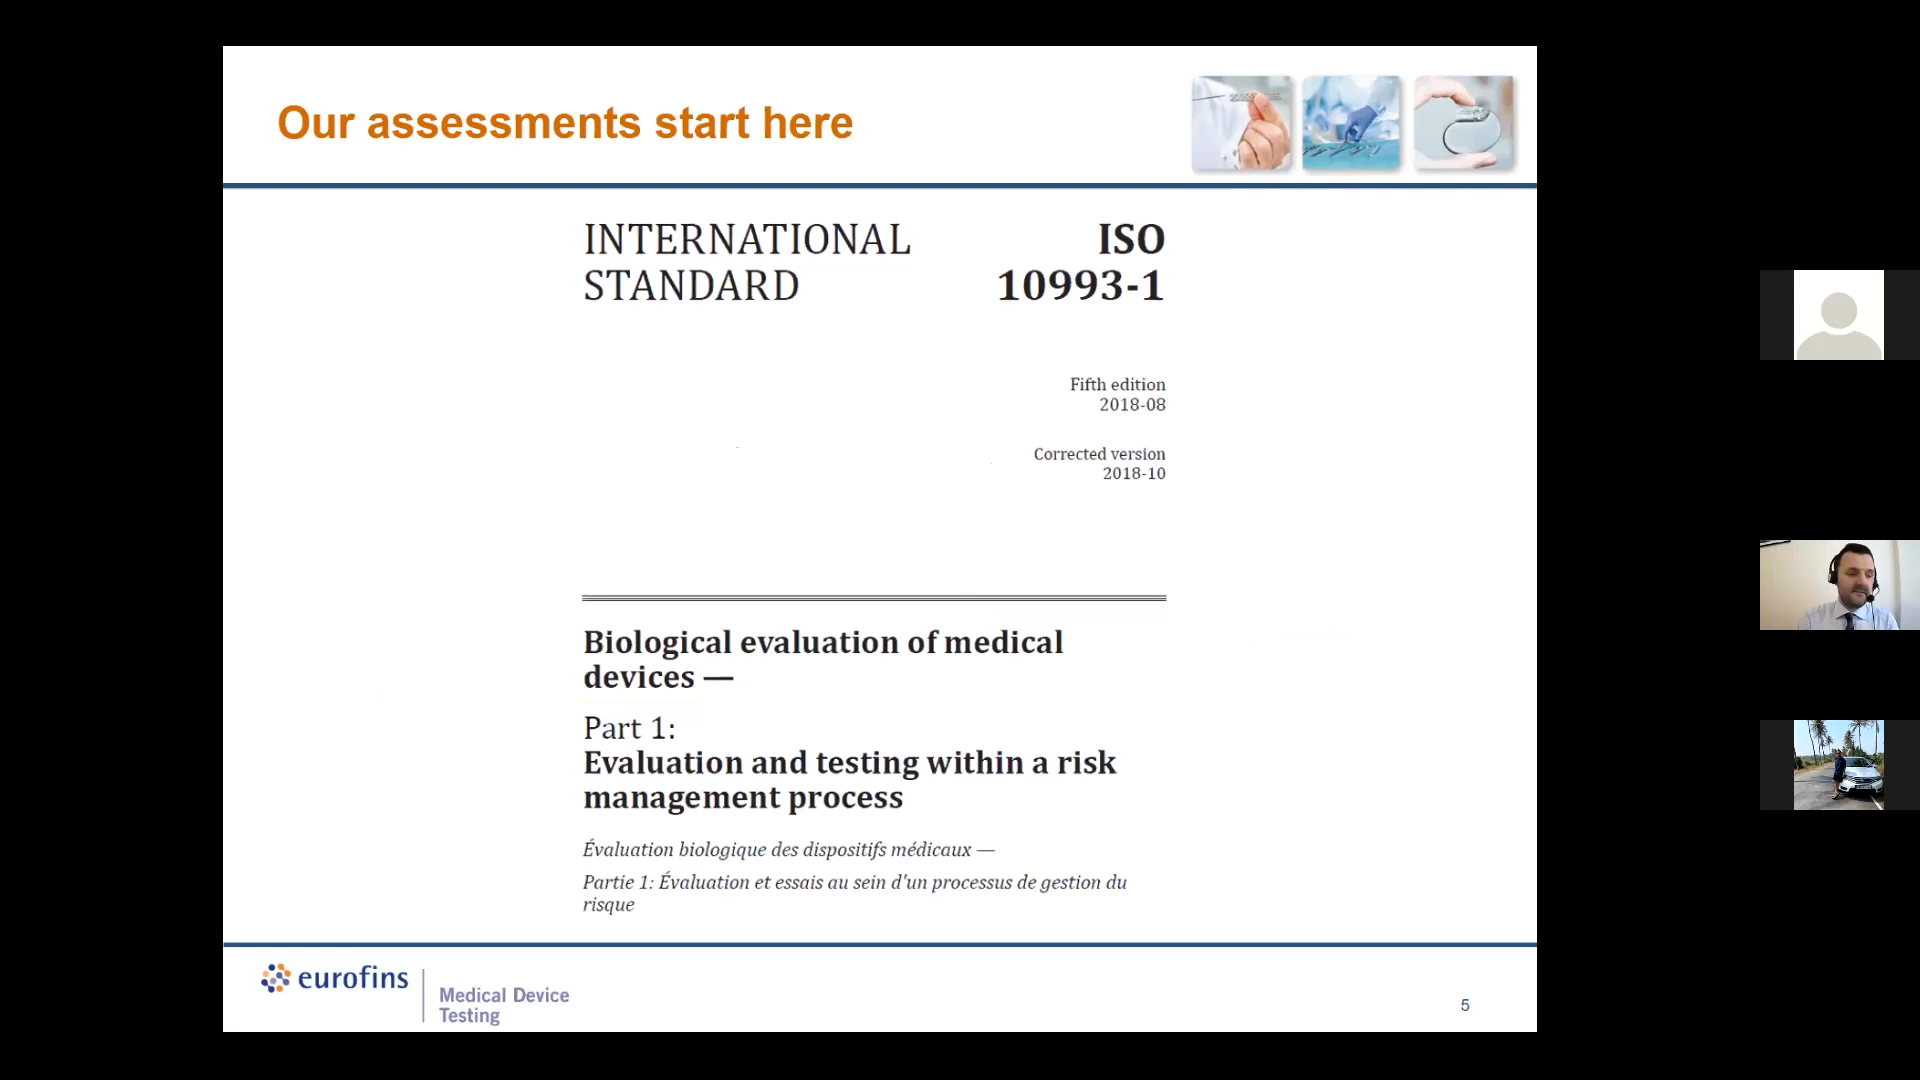 Our assessments start here
INTERNATIONAL
STANDARD
ISO
10993-1
Fifth edition
2018-08
Corrected version
2018-10
Biological evaluation of medical
devices —
Part 1:
Evaluation and testing within a risk
management process
Évaluation biologique des dispositifs médicaux —
Partie 1: Évaluation et essais au sein d'un processus de gestion du
risque
eurofins
Medical Device
Testing
5